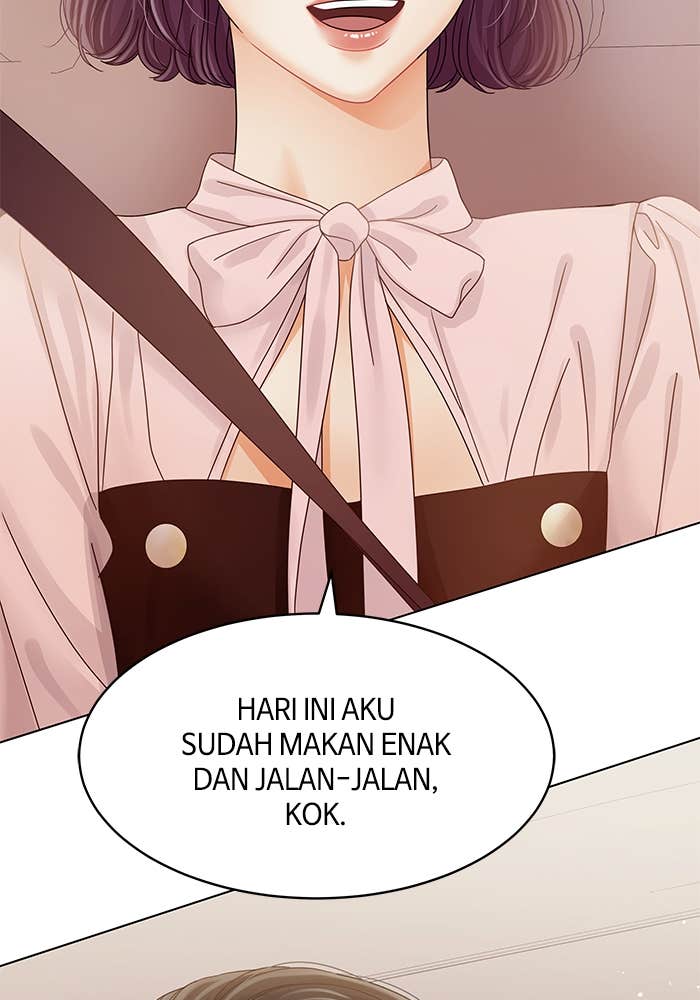 HARI INI AKU
SUDAH MAKAN ENAK
DAN JALAN-JALAN,
KOK.